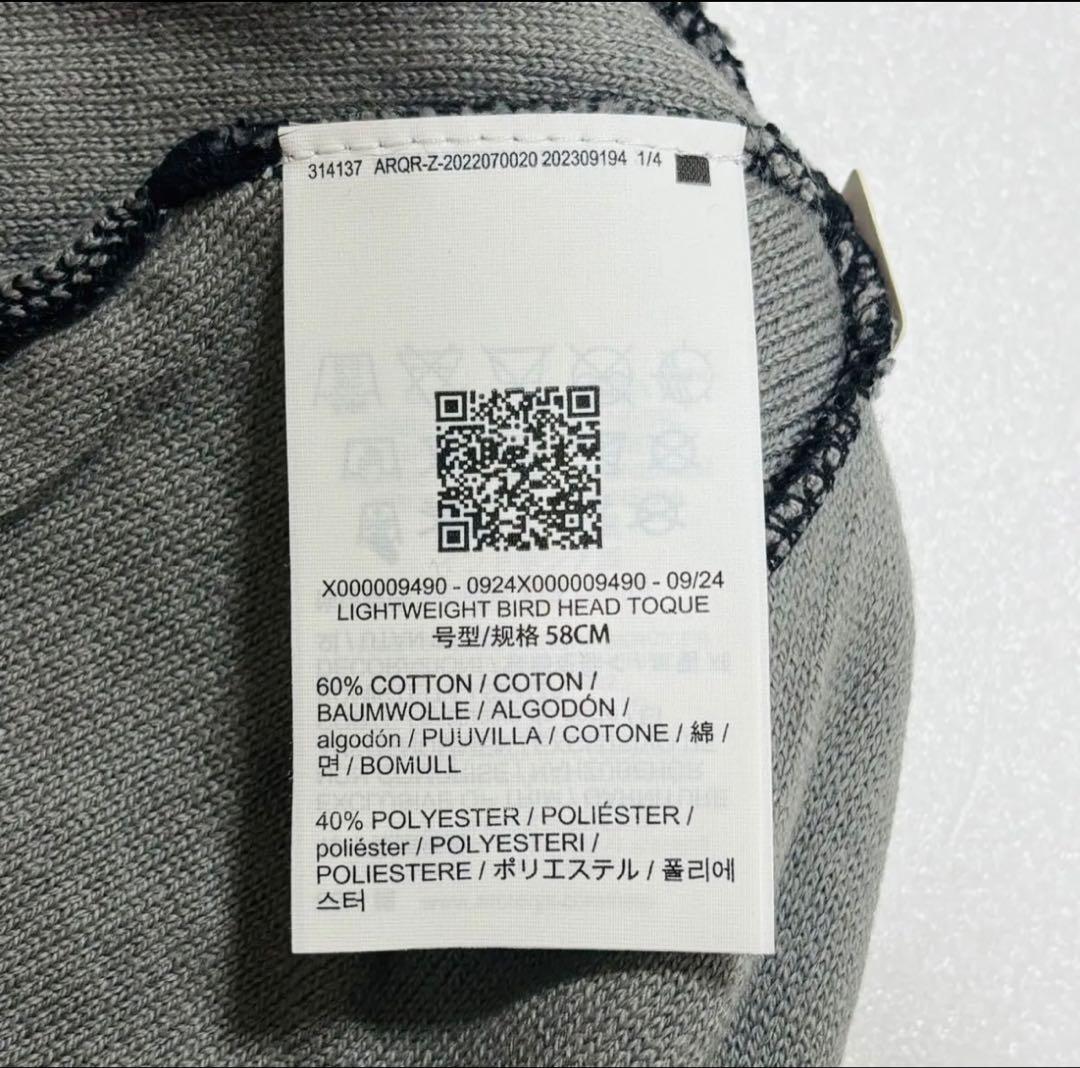 314137 ARQR-Z-2022070020 202309194 1/4
X000009490 - 0924X000009490 - 09/24
LIGHTWEIGHT BIRD HEAD TOQUE
号型/规格 58CM
60% COTTON / COTON /
BAUMWOLLE / ALGODÓN /
algodón / PUUVILLA / COTONE / 綿 /
면 / BOMULL
40% POLYESTER / POLIÉSTER /
poliéster / POLYESTERI /
POLIESTERE / ポリエステル / 폴리에
스터